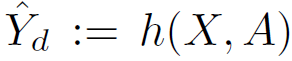 Ŷ_d := h(X, A)